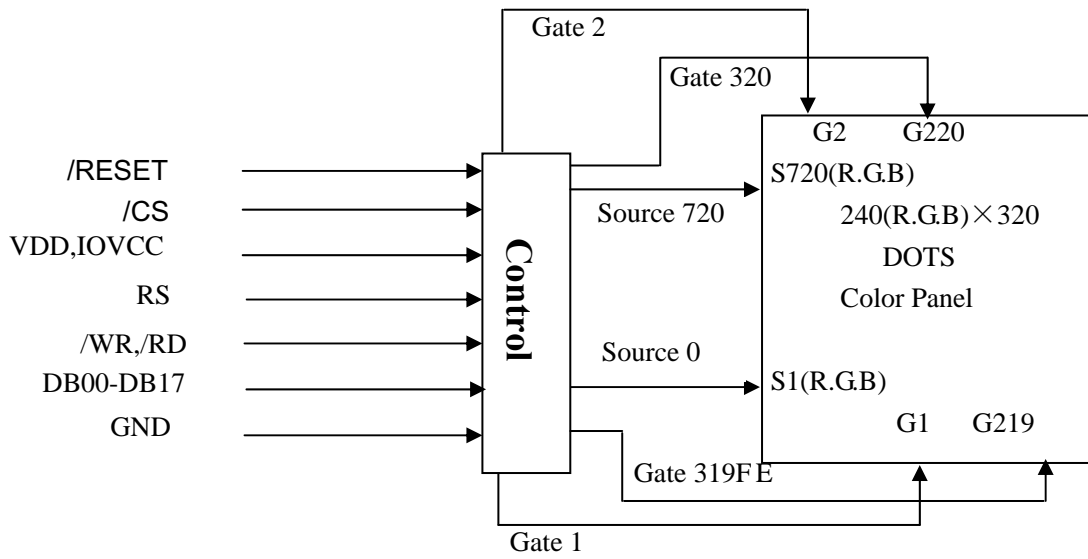 Gate 2
Gate 320
G2 G220
/RESET
S720(R.G.B)
/CS
Source 720
240(R.G.B)×320
VDD,IOVCC
DOTS
Control
RS
Color Panel
/WR,/RD
Source 0
DB00-DB17
S1(R.G.B)
GND
G1 G219
Gate 319FE
Gate 1